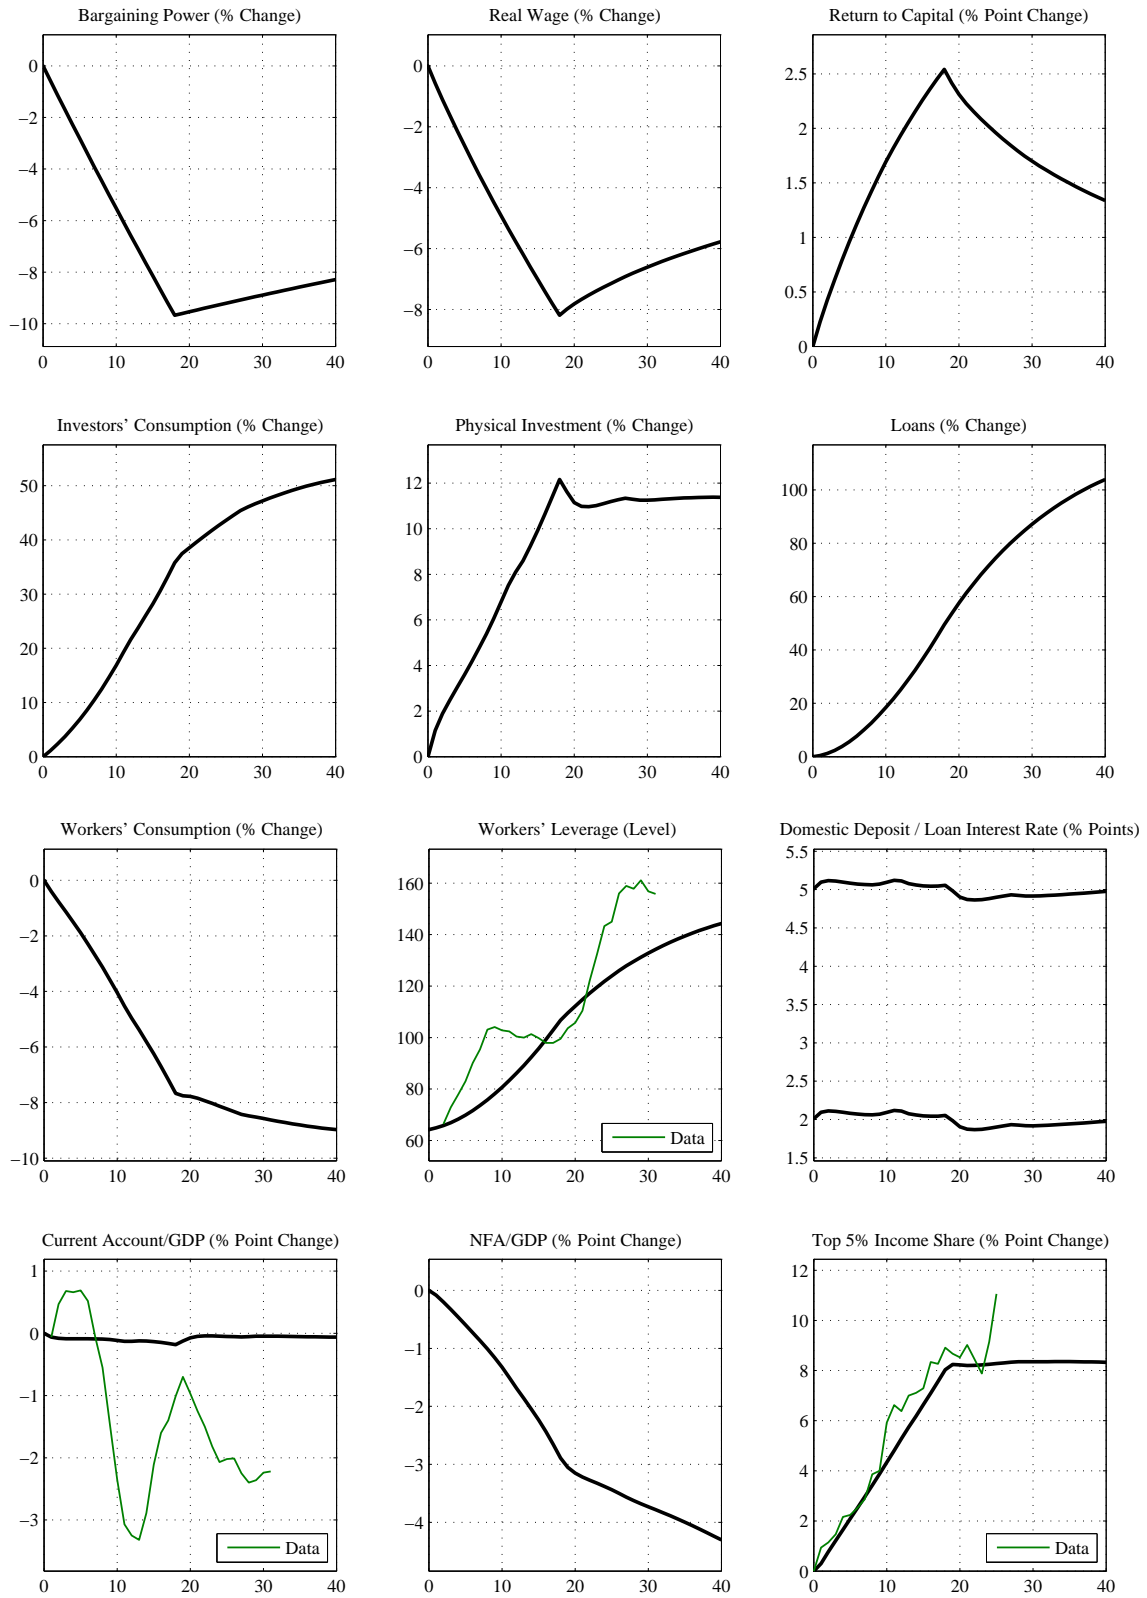 Bargaining Power (% Change)
0
−2
−4
−6
−8
−10
0 10 20 30 40
Real Wage (% Change)
0
−2
−4
−6
−8
0 10 20 30 40
Return to Capital (% Point Change)
2.5
2
1.5
1
0.5
0
0 10 20 30 40
Investors’ Consumption (% Change)
50
40
30
20
10
0
0 10 20 30 40
Physical Investment (% Change)
12
10
8
6
4
2
0
0 10 20 30 40
Loans (% Change)
100
80
60
40
20
0
0 10 20 30 40
Workers’ Consumption (% Change)
0
−2
−4
−6
−8
−10
0 10 20 30 40
Workers’ Leverage (Level)
160
140
120
100
80
60
Data
0 10 20 30 40
Domestic Deposit / Loan Interest Rate (% Points)
5.5
5
4.5
4
3.5
3
2.5
2
1.5
0 10 20 30 40
Current Account/GDP (% Point Change)
1
0
−1
−2
−3
Data
0 10 20 30 40
NFA/GDP (% Point Change)
0
−1
−2
−3
−4
0 10 20 30 40
Top 5% Income Share (% Point Change)
12
10
8
6
4
2
0
Data
0 10 20 30 40